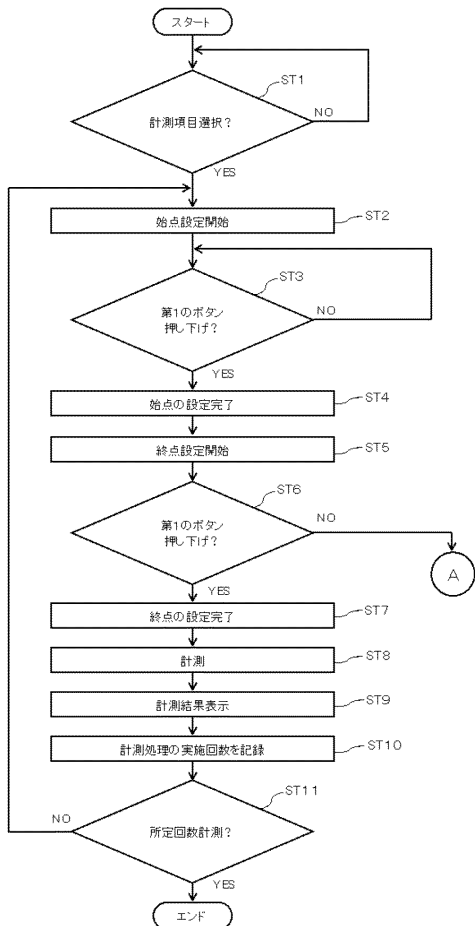 スタート
ST1
計測項目選択？
NO
YES
ST2
始点設定開始
ST3
第1のボタン
押し下げ？
NO
YES
ST4
始点の設定完了
ST5
終点設定開始
ST6
第1のボタン
押し下げ？
NO
A
YES
ST7
終点の設定完了
ST8
計測
ST9
計測結果表示
ST10
計測処理の実施回数を記録
ST11
NO
所定回数計測？
YES
エンド